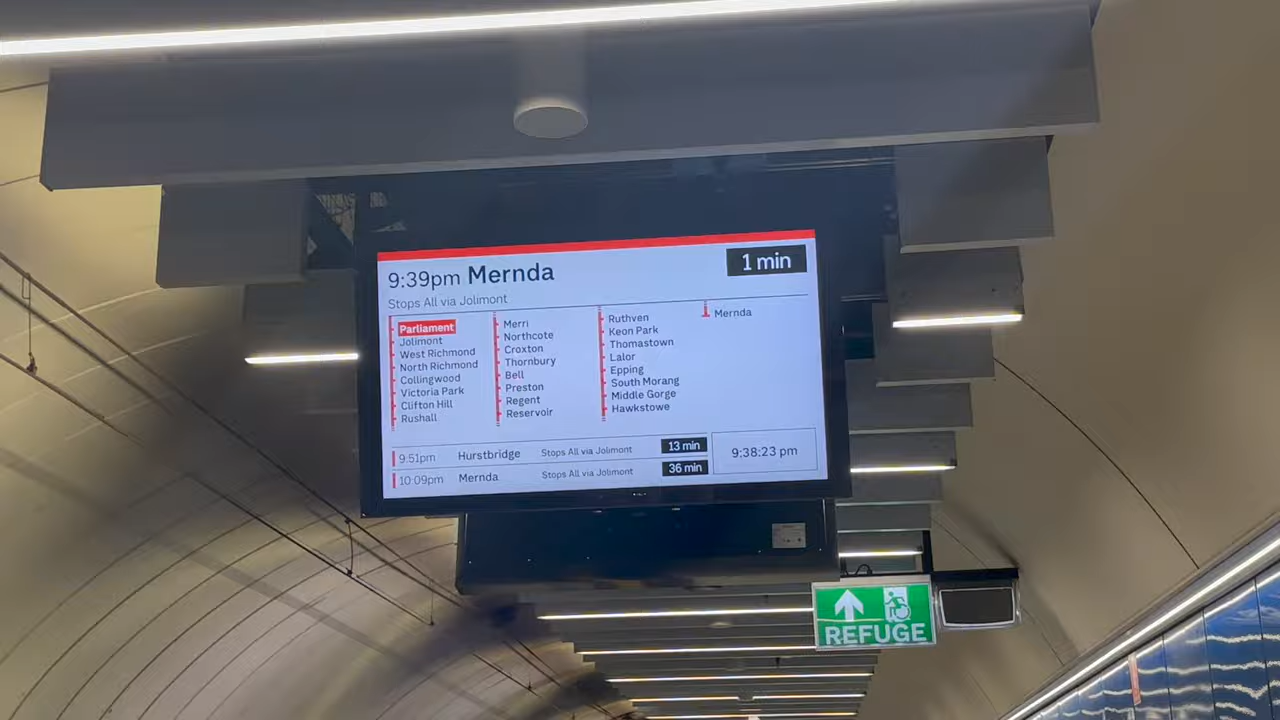 9:39pm Mernda
1 min
Stops All via Jolimont
Parliament
Jolimont
West Richmond
North Richmond
Collingwood
Victoria Park
Clifton Hill
Rushall
Merri
Northcote
Croxton
Thornbury
Bell
Preston
Regent
Reservoir
Ruthven
Keon Park
Thomastown
Lalor
Epping
South Morang
Middle Gorge
Hawkstowe
Mernda
9:51pm Hurstbridge Stops All via Jolimont 13 min
10:09pm Mernda Stops All via Jolimont 36 min
9:38:23 pm
REFUGE